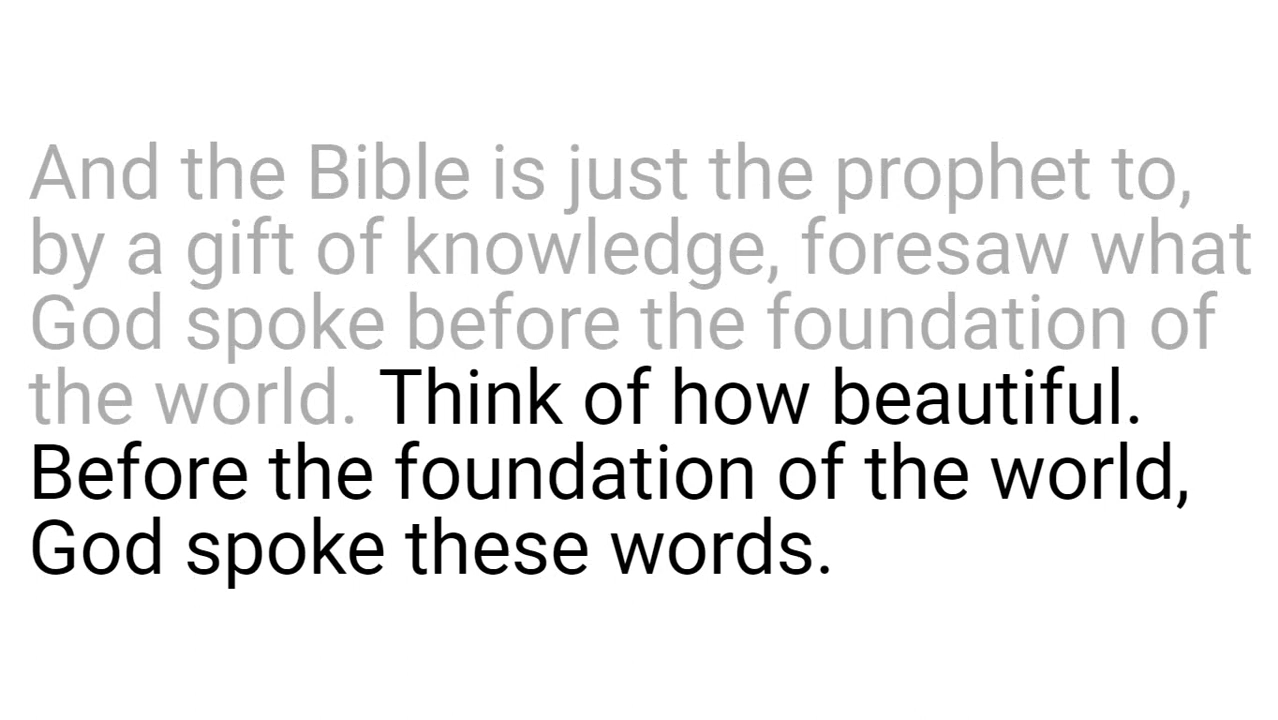 And the Bible is just the prophet to,
by a gift of knowledge, foresaw what
God spoke before the foundation of
the world. Think of how beautiful.
Before the foundation of the world,
God spoke these words.